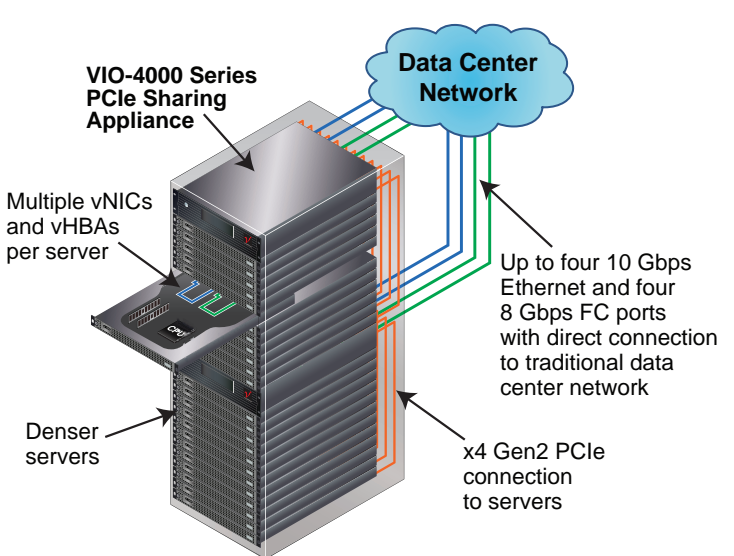 VIO-4000 Series
PCIe Sharing
Appliance
Data Center
Network
Multiple vNICs
and vHBAs
per server
CPU
Up to four 10 Gbps
Ethernet and four
8 Gbps FC ports
with direct connection
to traditional data
center network
Denser
servers
x4 Gen2 PCIe
connection
to servers